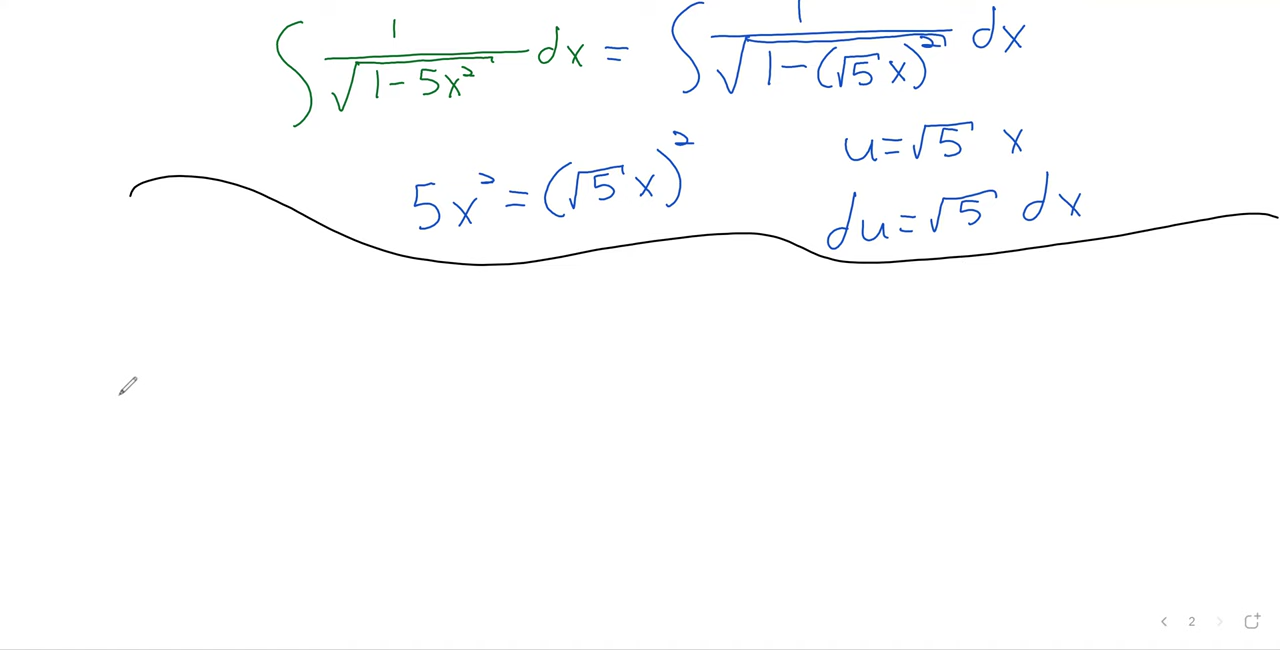 ∫ 1/√(1 - 5x²) dx = ∫ 1/√(1 - (√5 x)²) dx
u = √5 x
5x² = (√5 x)²
du = √5 dx
2